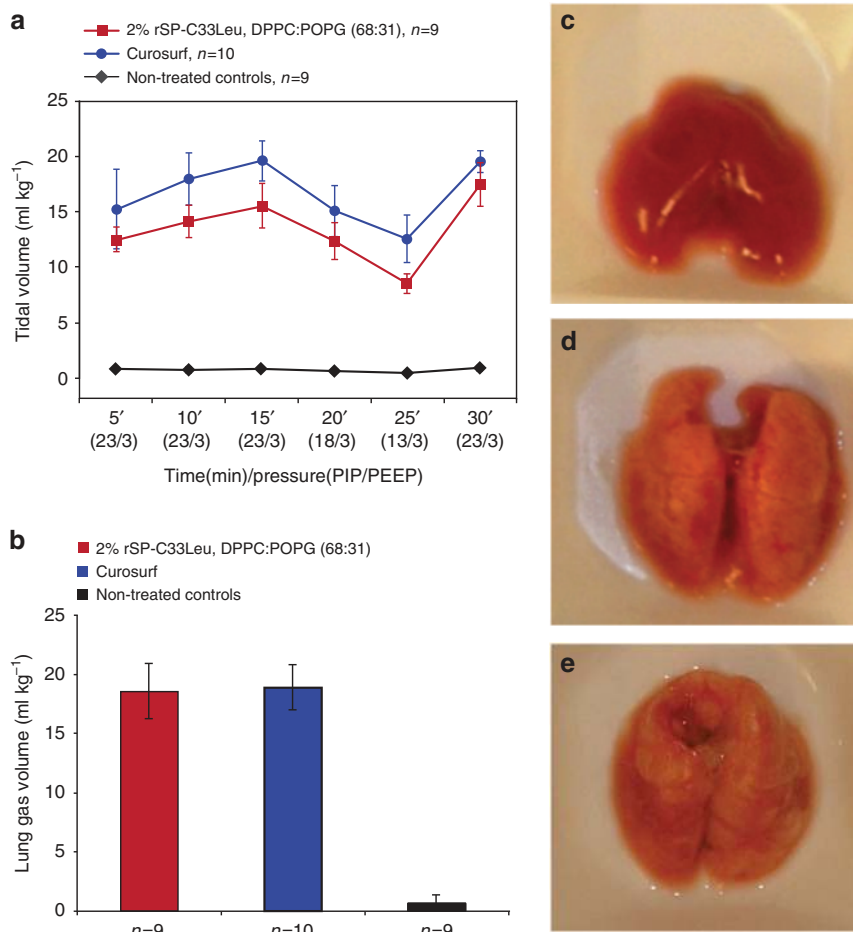 a
2% rSP-C33Leu, DPPC:POPG (68:31), n=9
Curosurf, n=10
Non-treated controls, n=9
25
20
15
10
5
0
Tidal volume (ml kg⁻¹)
5′ 10′ 15′ 20′ 25′ 30′
(23/3) (23/3) (23/3) (18/3) (13/3) (23/3)
Time(min)/pressure(PIP/PEEP)
b
2% rSP-C33Leu, DPPC:POPG (68:31)
Curosurf
Non-treated controls
25
20
15
10
5
0
Lung gas volume (ml kg⁻¹)
n=9 n=10 n=9
c
d
e